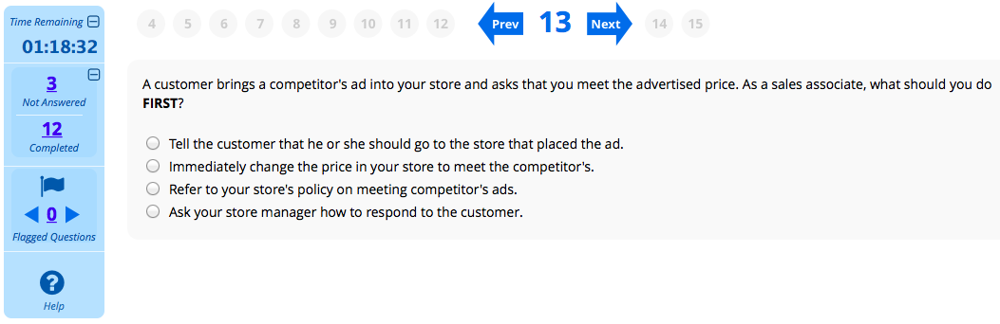 Time Remaining
01:18:32
3
Not Answered
12
Completed
0
Flagged Questions
?
Help
4 5 6 7 8 9 10 11 12 Prev 13 Next 14 15
A customer brings a competitor's ad into your store and asks that you meet the advertised price. As a sales associate, what should you do
FIRST?
Tell the customer that he or she should go to the store that placed the ad.
Immediately change the price in your store to meet the competitor's.
Refer to your store's policy on meeting competitor's ads.
Ask your store manager how to respond to the customer.